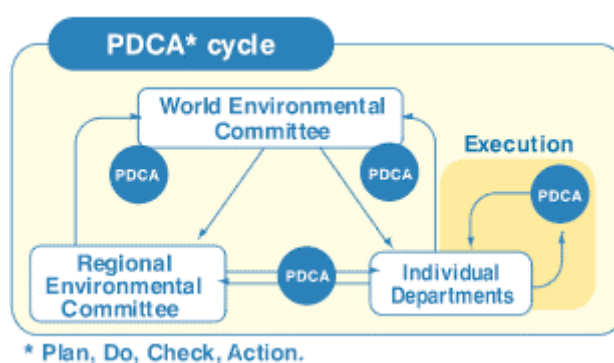 PDCA* cycle
World Environmental
Committee
Execution
PDCA
PDCA
PDCA
Regional
Environmental
Committee
PDCA
Individual
Departments
* Plan, Do, Check, Action.